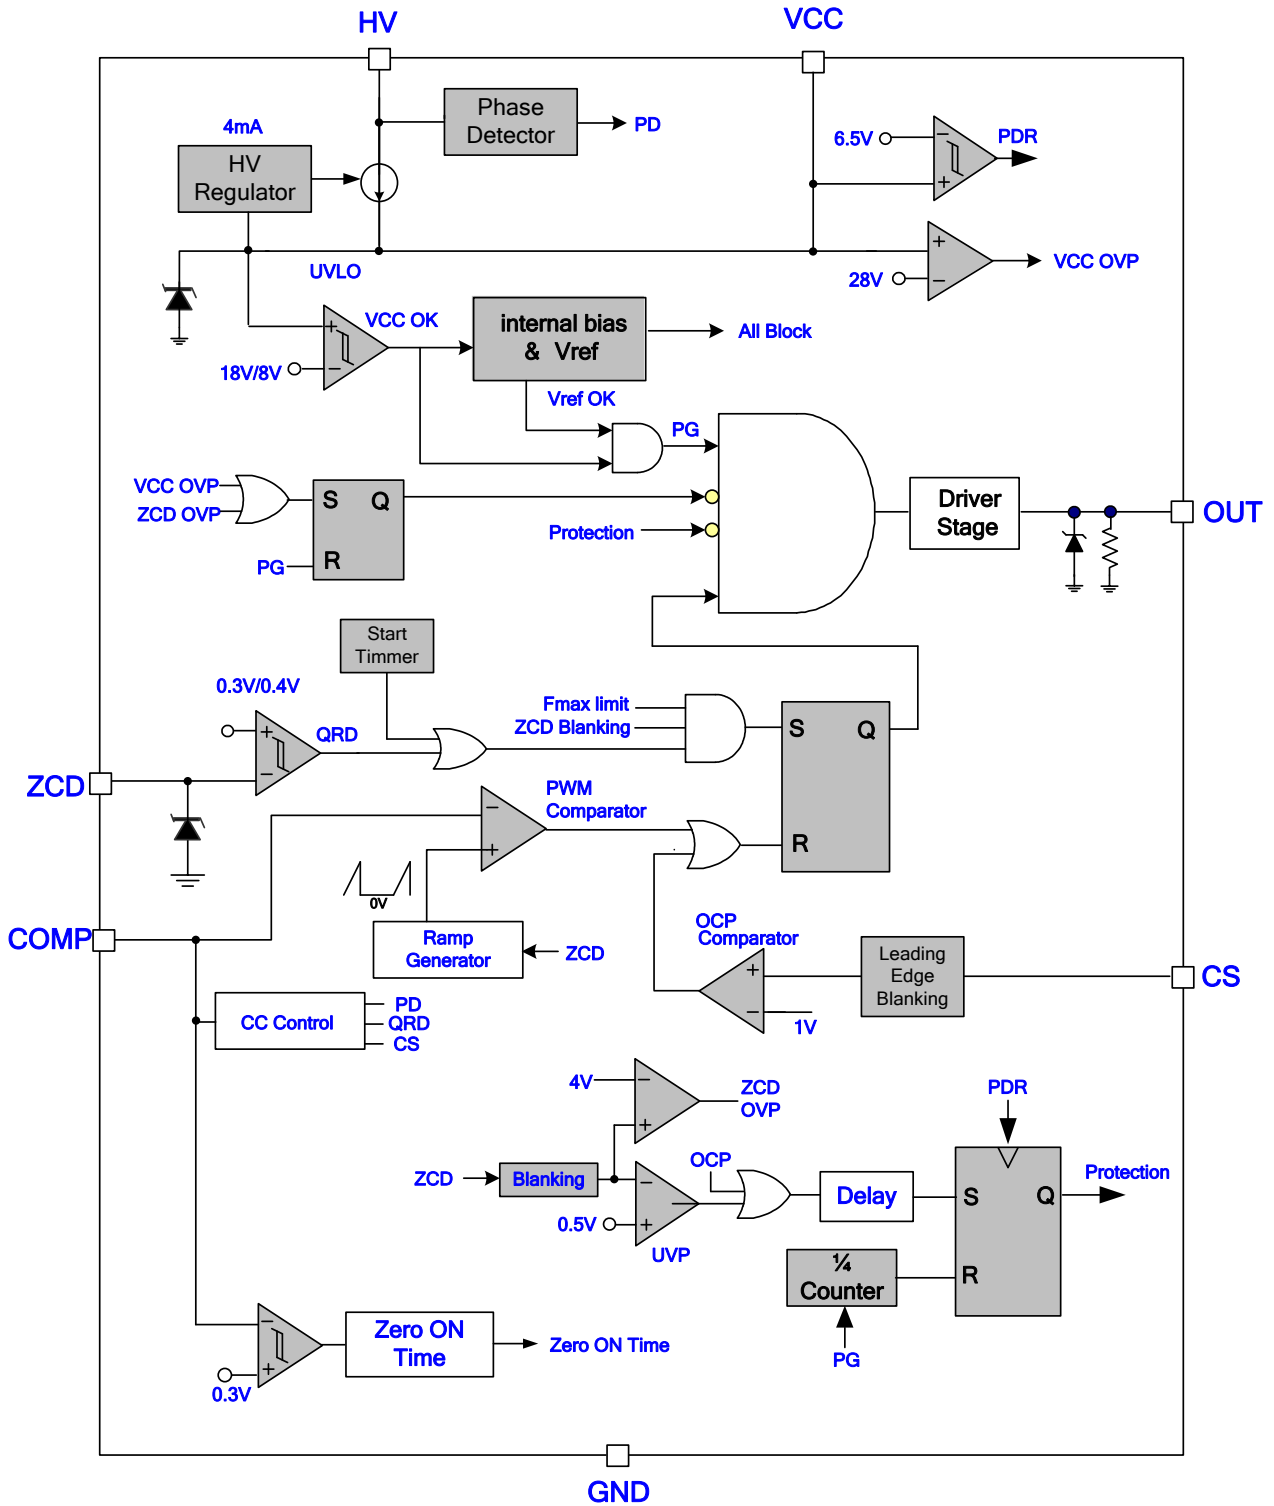 HV
VCC
Phase
Detector
PD
4mA
HV
Regulator
6.5V
−
+
PDR
UVLO
+
−
28V
VCC OVP
VCC OK
+
−
18V/8V
internal bias
& Vref
All Block
Vref OK
PG
VCC OVP
ZCD OVP
S
Q
R
PG
Protection
Driver
Stage
OUT
Start
Timmer
0.3V/0.4V
+
−
QRD
ZCD
Fmax limit
ZCD Blanking
S
Q
R
PWM
Comparator
−
+
0V
COMP
Ramp
Generator
ZCD
OCP
Comparator
+
−
1V
Leading
Edge
Blanking
CS
CC Control
PD
QRD
CS
4V
−
+
ZCD
OVP
ZCD
Blanking
−
+
0.5V
UVP
OCP
Delay
PDR
S
Q
R
Protection
¼
Counter
PG
−
+
0.3V
Zero ON
Time
Zero ON Time
GND